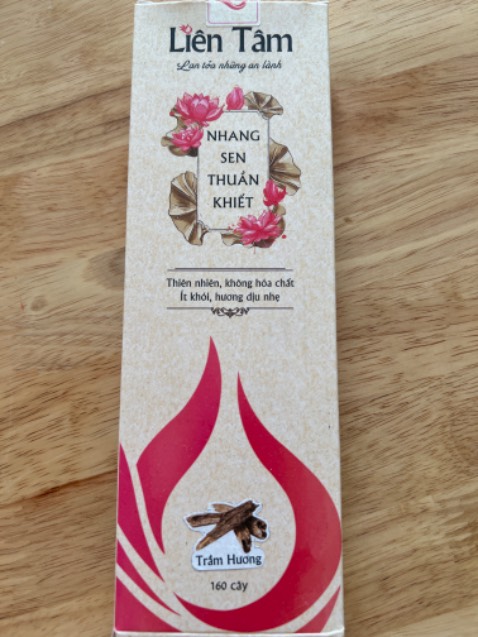 Liên Tâm
Lan tỏa những an lành
NHANG
SEN
THUẦN
KHIẾT
Thiên nhiên, không hóa chất
Ít khói, hương dịu nhẹ
Trầm Hương
160 cây